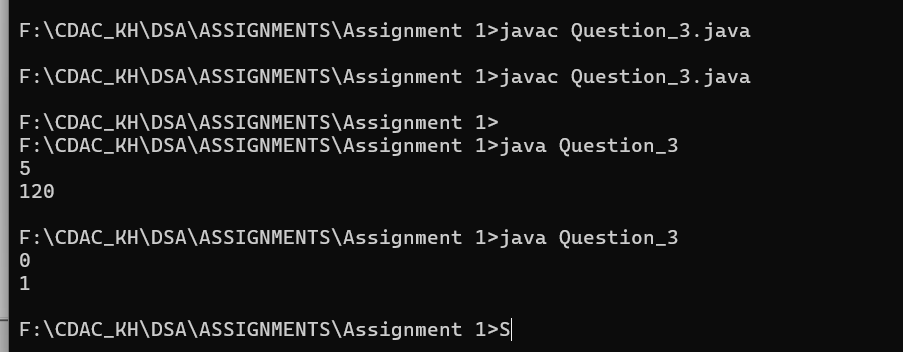 F:\CDAC_KH\DSA\ASSIGNMENTS\Assignment 1>javac Question_3.java
F:\CDAC_KH\DSA\ASSIGNMENTS\Assignment 1>javac Question_3.java
F:\CDAC_KH\DSA\ASSIGNMENTS\Assignment 1>
F:\CDAC_KH\DSA\ASSIGNMENTS\Assignment 1>java Question_3
5
120
F:\CDAC_KH\DSA\ASSIGNMENTS\Assignment 1>java Question_3
0
1
F:\CDAC_KH\DSA\ASSIGNMENTS\Assignment 1>S